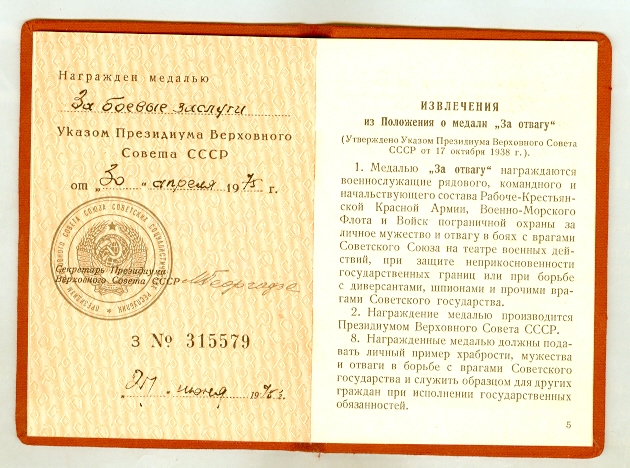 Награжден медалью
За боевые заслуги
Указом Президиума Верховного
Совета СССР
от „30“ апреля 1975 г.
Секретарь Президиума
Верховного Совета СССР МГеоргадзе
З № 315579
июня 1975 г.
ИЗВЛЕЧЕНИЯ
из Положения о медали „За отвагу“
(Утверждено Указом Президиума Верховного Совета
СССР от 17 октября 1938 г.).
1. Медалью „За отвагу“ награждаются
военнослужащие рядового, командного и
начальствующего состава Рабоче-Крестьян-
ской Красной Армии, Военно-Морского
Флота и Войск пограничной охраны за
личное мужество и отвагу в боях с врагами
Советского Союза на театре военных дей-
ствий, при защите неприкосновенности
государственных границ или при борьбе
с диверсантами, шпионами и прочими вра-
гами Советского государства.
2. Награждение медалью производится
Президиумом Верховного Совета СССР.
8. Награжденные медалью должны пода-
вать личный пример храбрости, мужества
и отваги в борьбе с врагами Советского
государства и служить образцом для других
граждан при исполнении государственных
обязанностей.
5